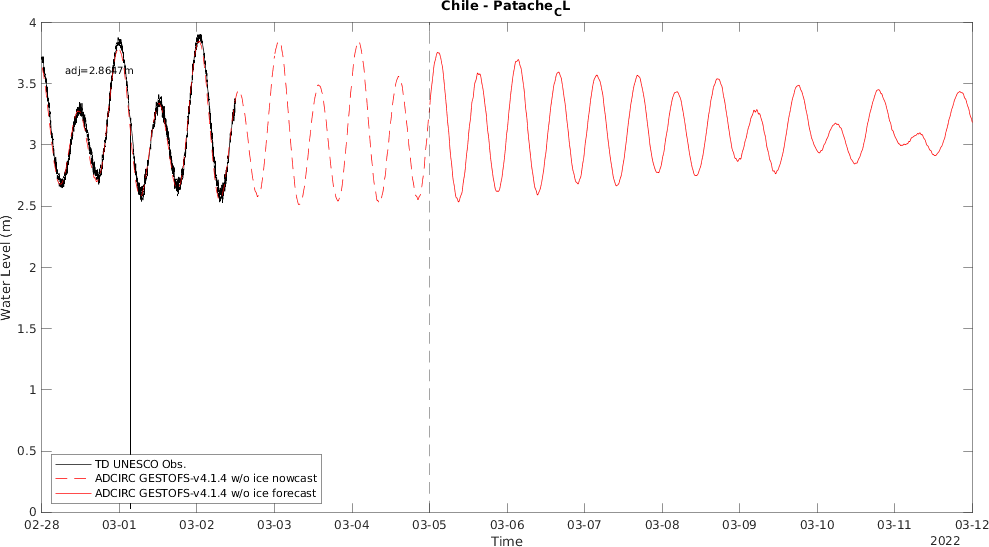 Chile - Patache_CL
adj=2.8647m
Water Level (m)
4
3.5
3
2.5
2
1.5
1
0.5
0
TD UNESCO Obs.
ADCIRC GESTOFS-v4.1.4 w/o ice nowcast
ADCIRC GESTOFS-v4.1.4 w/o ice forecast
02-28 03-01 03-02 03-03 03-04 03-05 03-06 03-07 03-08 03-09 03-10 03-11 03-12
Time
2022